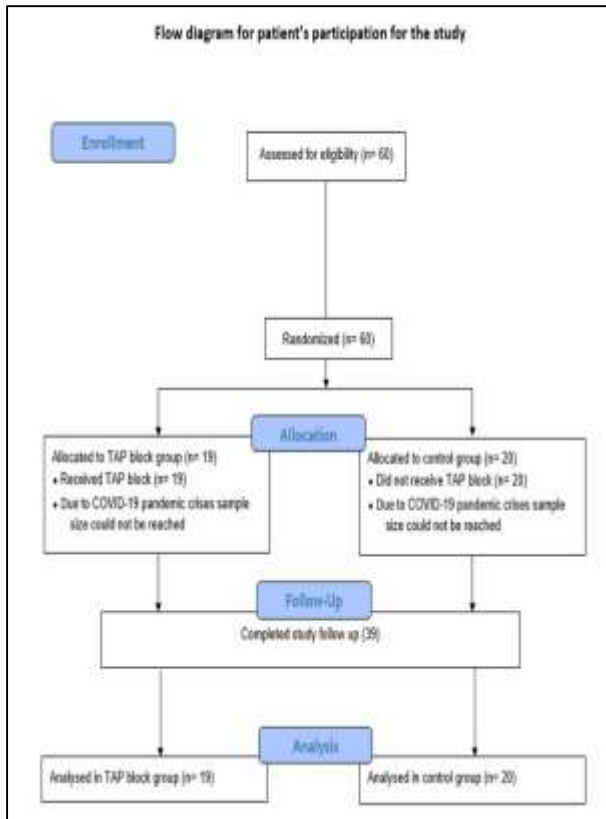 Flow diagram for patient's participation for the study
Enrollment
Assessed for eligibility (n= 60)
Randomized (n= 60)
Allocation
Allocated to TAP block group (n= 19)
♦ Received TAP block (n= 19)
♦ Due to COVID-19 pandemic crises sample
size could not be reached
Allocated to control group (n= 20)
♦ Did not receive TAP block (n= 20)
♦ Due to COVID-19 pandemic crises sample
size could not be reached
Follow-Up
Completed study follow up (39)
Analysis
Analysed in TAP block group (n= 19)
Analysed in control group (n= 20)